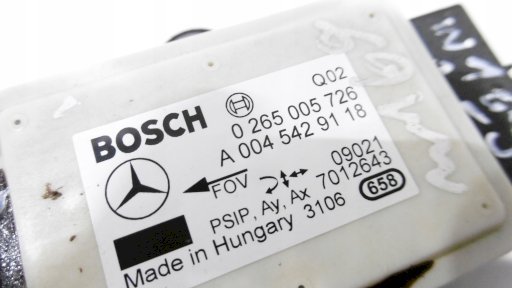 Q02
BOSCH
0 265 005 726
A 004 542 91 18
FOV
09021
PSIP, Ay, Ax 7012643
Made in Hungary 3106
658